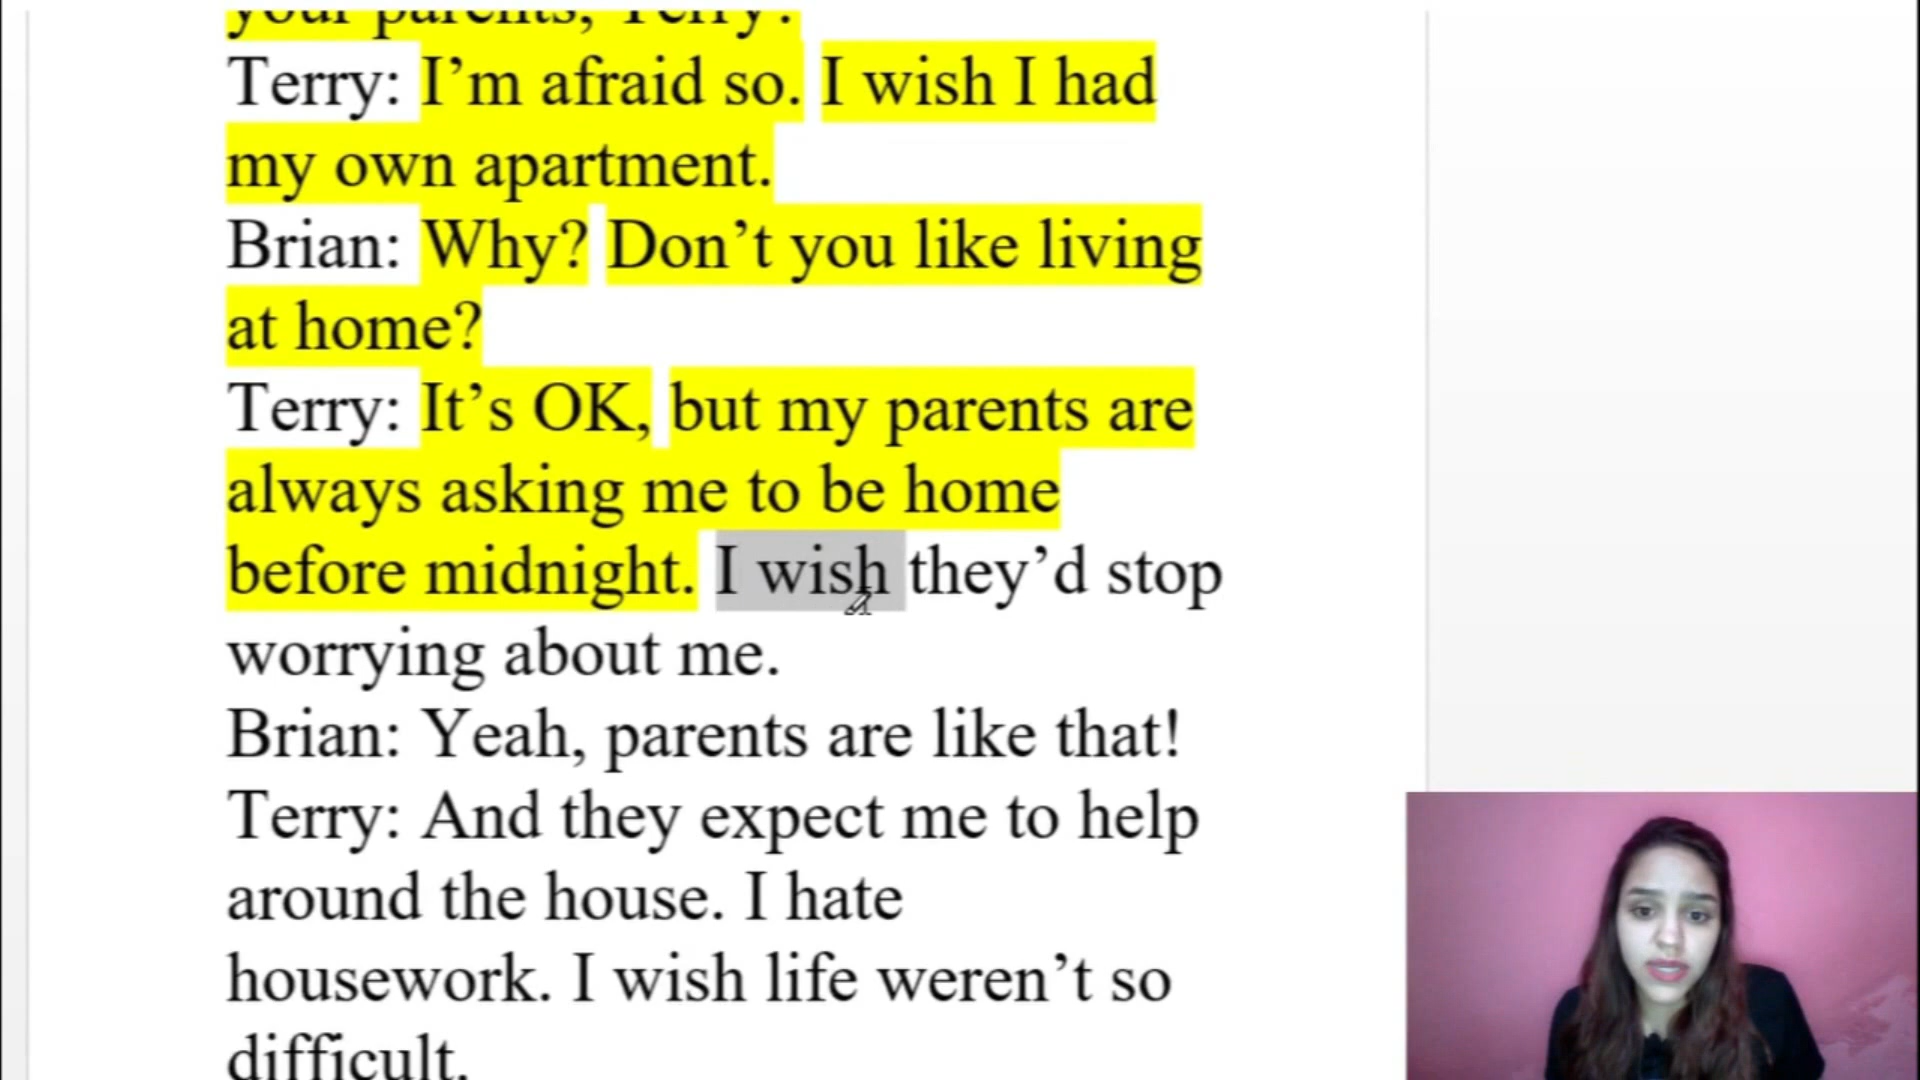 your parents, Terry?
Terry: I’m afraid so. I wish I had
my own apartment.
Brian: Why? Don’t you like living
at home?
Terry: It’s OK, but my parents are
always asking me to be home
before midnight. I wish they’d stop
worrying about me.
Brian: Yeah, parents are like that!
Terry: And they expect me to help
around the house. I hate
housework. I wish life weren’t so
difficult.